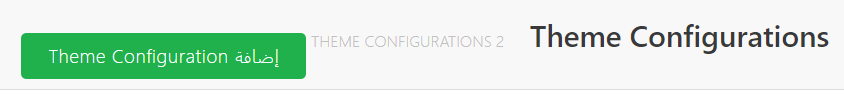 Theme Configurations
THEME CONFIGURATIONS 2
إضافة Theme Configuration